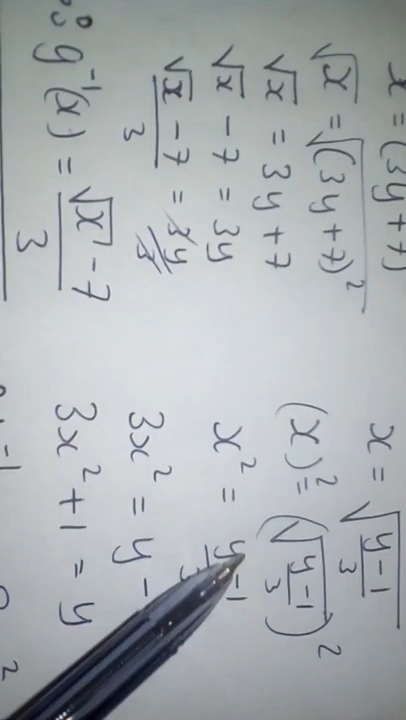 x = (3y + 7)
√x = √(3y + 7)²
√x = 3y + 7
√x - 7 = 3y
(√x - 7)/3 = 3y/3
∴ g⁻¹(x) = (√x - 7)/3
x = √((y - 1)/3)
(x)² = (√((y - 1)/3))²
x² = (y - 1)/3
3x² = y -
3x² + 1 = y